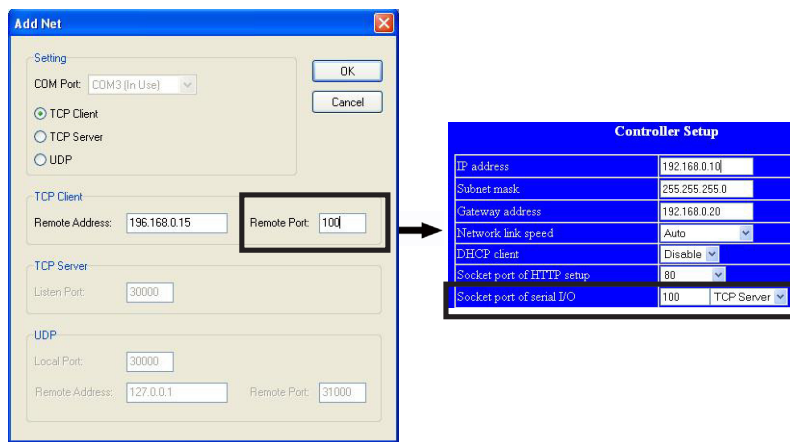 Add Net
Setting
COM Port: COM3 (In Use)
TCP Client
TCP Server
UDP
OK
Cancel
TCP Client
Remote Address: 196.168.0.15 Remote Port: 100
TCP Server
Listen Port: 30000
UDP
Local Port: 30000
Remote Address: 127.0.0.1 Remote Port: 31000
Controller Setup
IP address 192.168.0.10
Subnet mask 255.255.255.0
Gateway address 192.168.0.20
Network link speed Auto
DHCP client Disable
Socket port of HTTP setup 80
Socket port of serial I/O 100 TCP Server